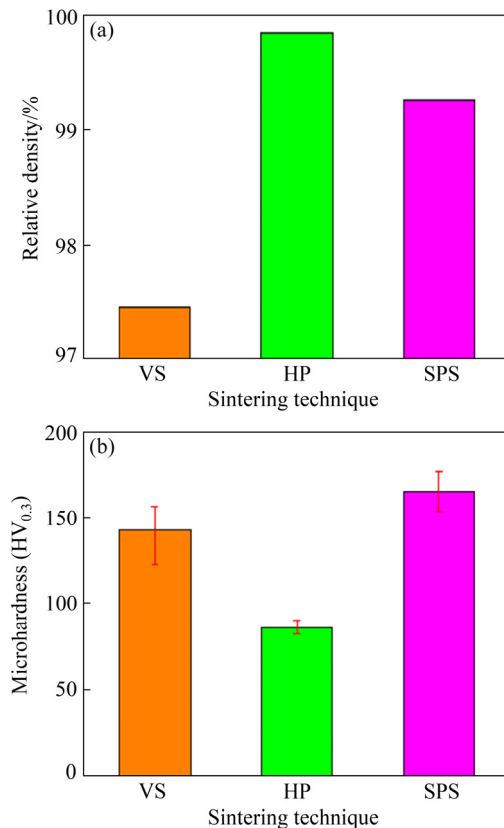 (a)
100
99
98
97
Relative density/%
VS HP SPS
Sintering technique
(b)
200
150
100
50
0
Microhardness (HV0.3)
VS HP SPS
Sintering technique